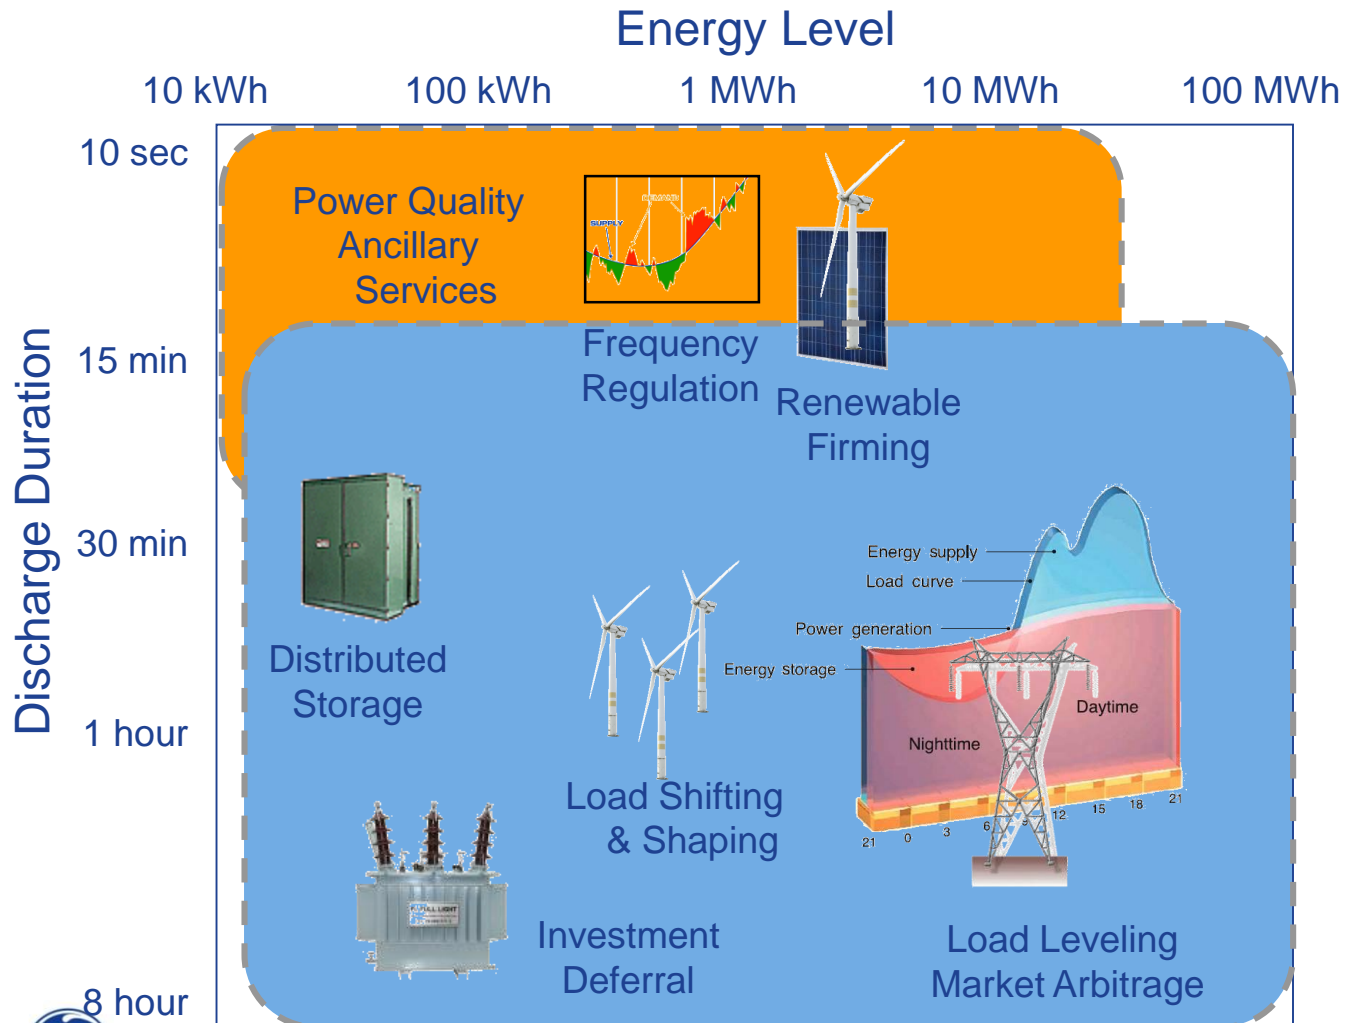 Energy Level
10 kWh 100 kWh 1 MWh 10 MWh 100 MWh
Discharge Duration
10 sec
15 min
30 min
1 hour
8 hour
Power Quality
Ancillary
Services
SUPPLY
DEMAND
Frequency
Regulation
Renewable
Firming
Distributed
Storage
Energy supply
Load curve
Power generation
Energy storage
Nighttime
Daytime
21 0 3 6 9 12 15 18 21
Load Shifting
& Shaping
Investment
Deferral
Load Leveling
Market Arbitrage